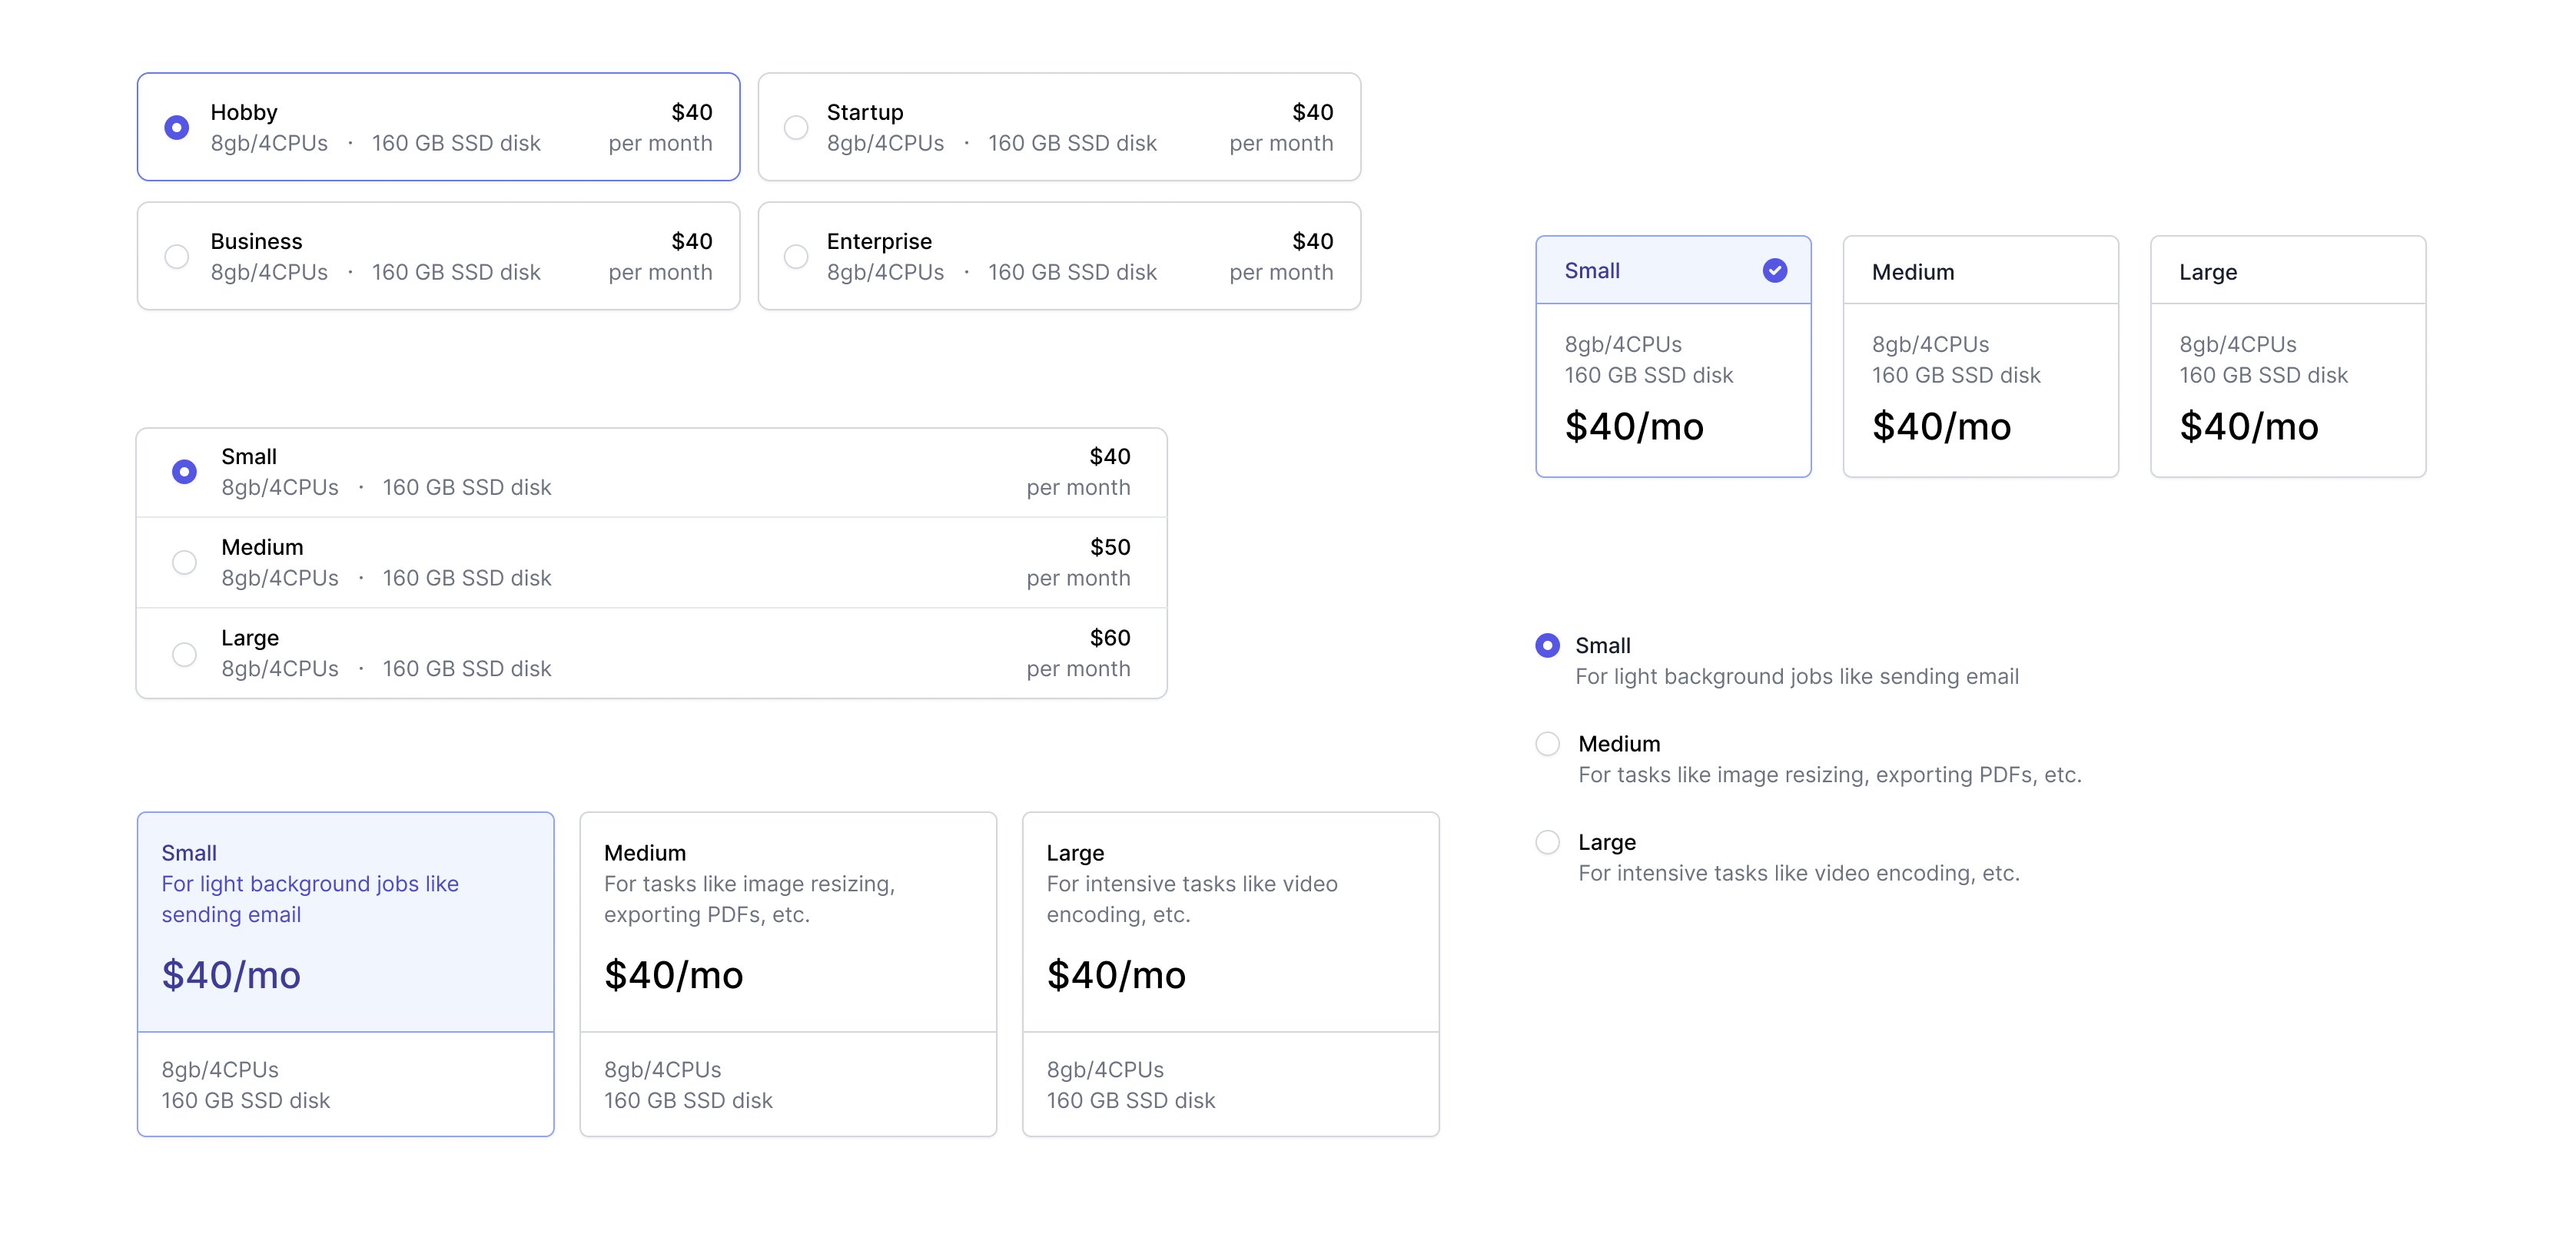 Hobby
8gb/4CPUs · 160 GB SSD disk
$40
per month
Startup
8gb/4CPUs · 160 GB SSD disk
$40
per month
Business
8gb/4CPUs · 160 GB SSD disk
$40
per month
Enterprise
8gb/4CPUs · 160 GB SSD disk
$40
per month
Small
8gb/4CPUs · 160 GB SSD disk
$40
per month
Medium
8gb/4CPUs · 160 GB SSD disk
$50
per month
Large
8gb/4CPUs · 160 GB SSD disk
$60
per month
Small
For light background jobs like
sending email
$40/mo
8gb/4CPUs
160 GB SSD disk
Medium
For tasks like image resizing,
exporting PDFs, etc.
$40/mo
8gb/4CPUs
160 GB SSD disk
Large
For intensive tasks like video
encoding, etc.
$40/mo
8gb/4CPUs
160 GB SSD disk
Small
8gb/4CPUs
160 GB SSD disk
$40/mo
Medium
8gb/4CPUs
160 GB SSD disk
$40/mo
Large
8gb/4CPUs
160 GB SSD disk
$40/mo
Small
For light background jobs like sending email
Medium
For tasks like image resizing, exporting PDFs, etc.
Large
For intensive tasks like video encoding, etc.